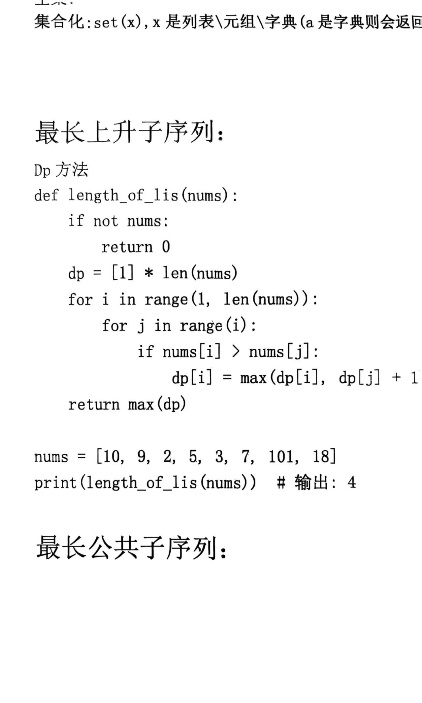 集合化:set(x),x 是列表\元组\字典(a 是字典则会返回
最长上升子序列：
Dp 方法
def length_of_lis(nums):
    if not nums:
        return 0
    dp = [1] * len(nums)
    for i in range(1, len(nums)):
        for j in range(i):
            if nums[i] > nums[j]:
                dp[i] = max(dp[i], dp[j] + 1
    return max(dp)
nums = [10, 9, 2, 5, 3, 7, 101, 18]
print(length_of_lis(nums))  # 输出: 4
最长公共子序列：